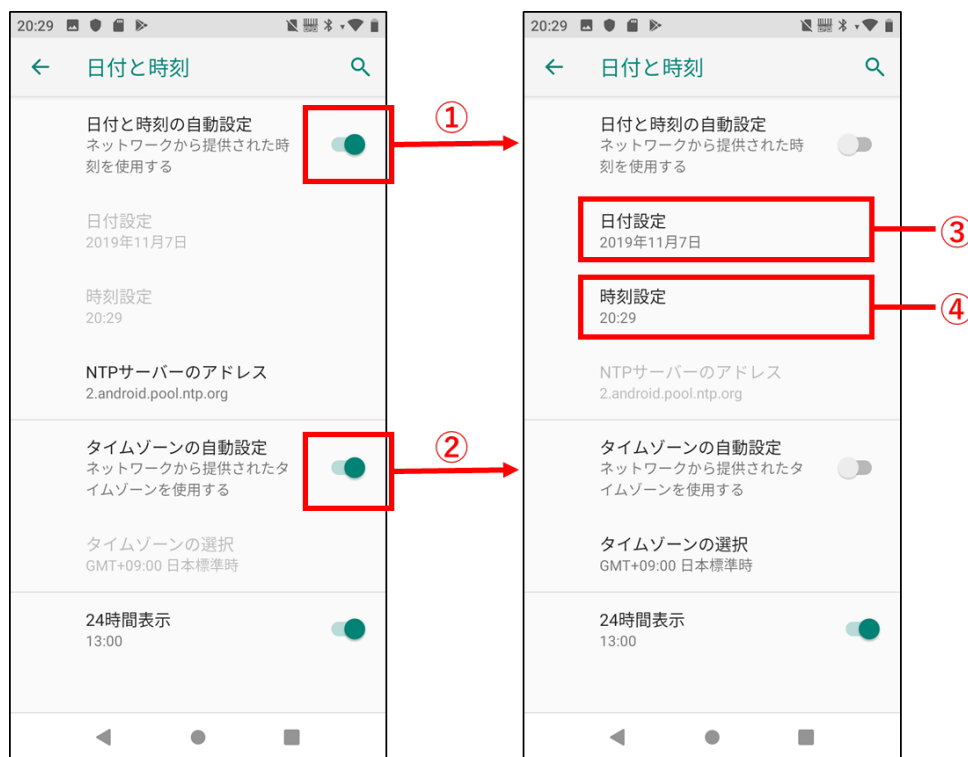 20:29
日付と時刻
日付と時刻の自動設定
ネットワークから提供された時
刻を使用する
日付設定
2019年11月7日
時刻設定
20:29
NTPサーバーのアドレス
2.android.pool.ntp.org
タイムゾーンの自動設定
ネットワークから提供されたタ
イムゾーンを使用する
タイムゾーンの選択
GMT+09:00 日本標準時
24時間表示
13:00
①
②
20:29
日付と時刻
日付と時刻の自動設定
ネットワークから提供された時
刻を使用する
日付設定
2019年11月7日
③
時刻設定
20:29
④
NTPサーバーのアドレス
2.android.pool.ntp.org
タイムゾーンの自動設定
ネットワークから提供されたタ
イムゾーンを使用する
タイムゾーンの選択
GMT+09:00 日本標準時
24時間表示
13:00